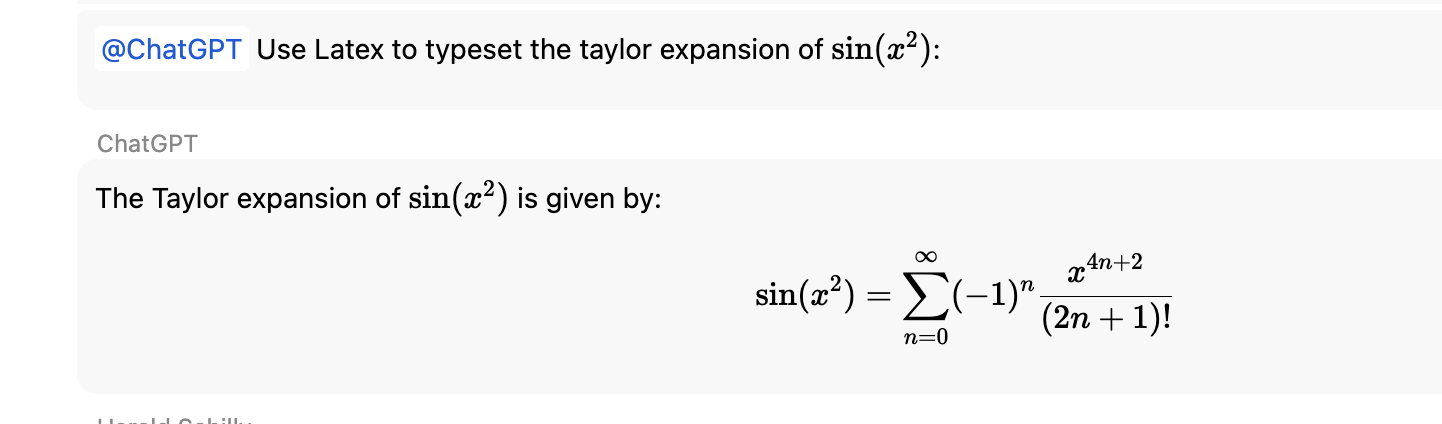 @ChatGPT Use Latex to typeset the taylor expansion of sin(x²):
ChatGPT
The Taylor expansion of sin(x²) is given by:
sin(x²) = ∑_{n=0}^{∞} (−1)ⁿ x^{4n+2} / (2n + 1)!